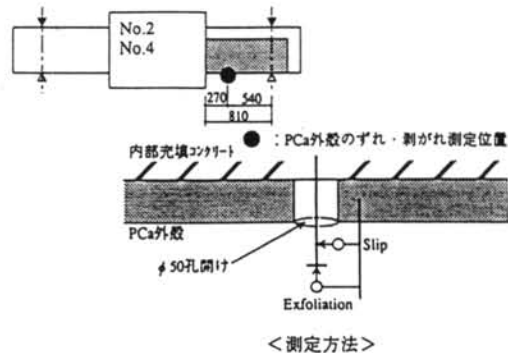 No.2
No.4
270
540
810
●：PCa外殻のずれ・剥がれ測定位置
内部充填ｺﾝｸﾘｰﾄ
PCa外殻
Slip
φ50孔開け
Exfoliation
＜測定方法＞